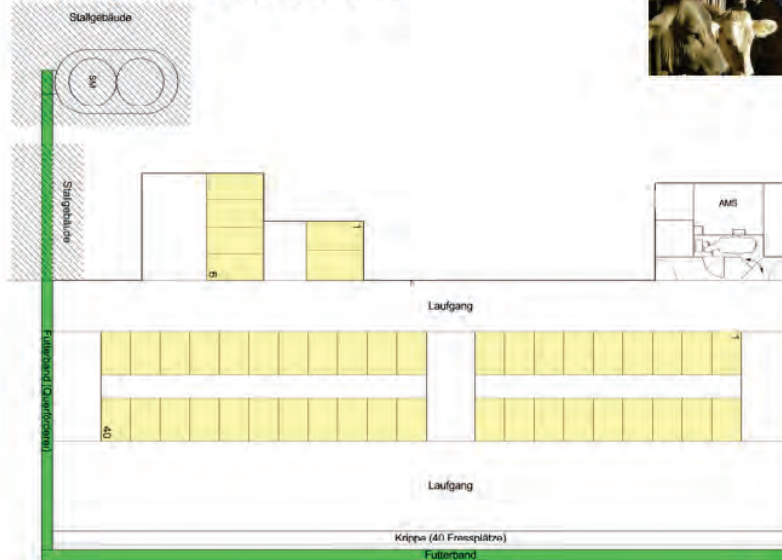 Stallgebäude
SM
Stallgebäude
AMS
1
6
Laufgang
Futterband (Querförderer)
1
40
Laufgang
Krippe (40 Fressplätze)
Futterband